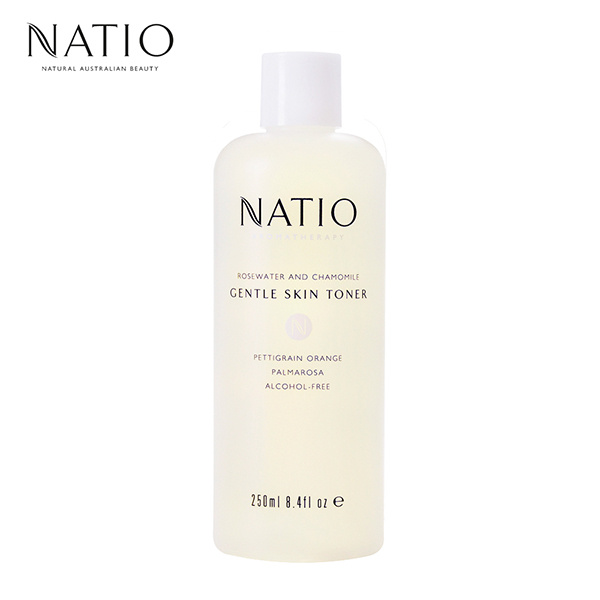 NATIO
NATURAL AUSTRALIAN BEAUTY
NATIO
AROMATHERAPY
ROSEWATER AND CHAMOMILE
GENTLE SKIN TONER
N
PETTIGRAIN ORANGE
PALMAROSA
ALCOHOL-FREE
250ml 8.4fl oz e